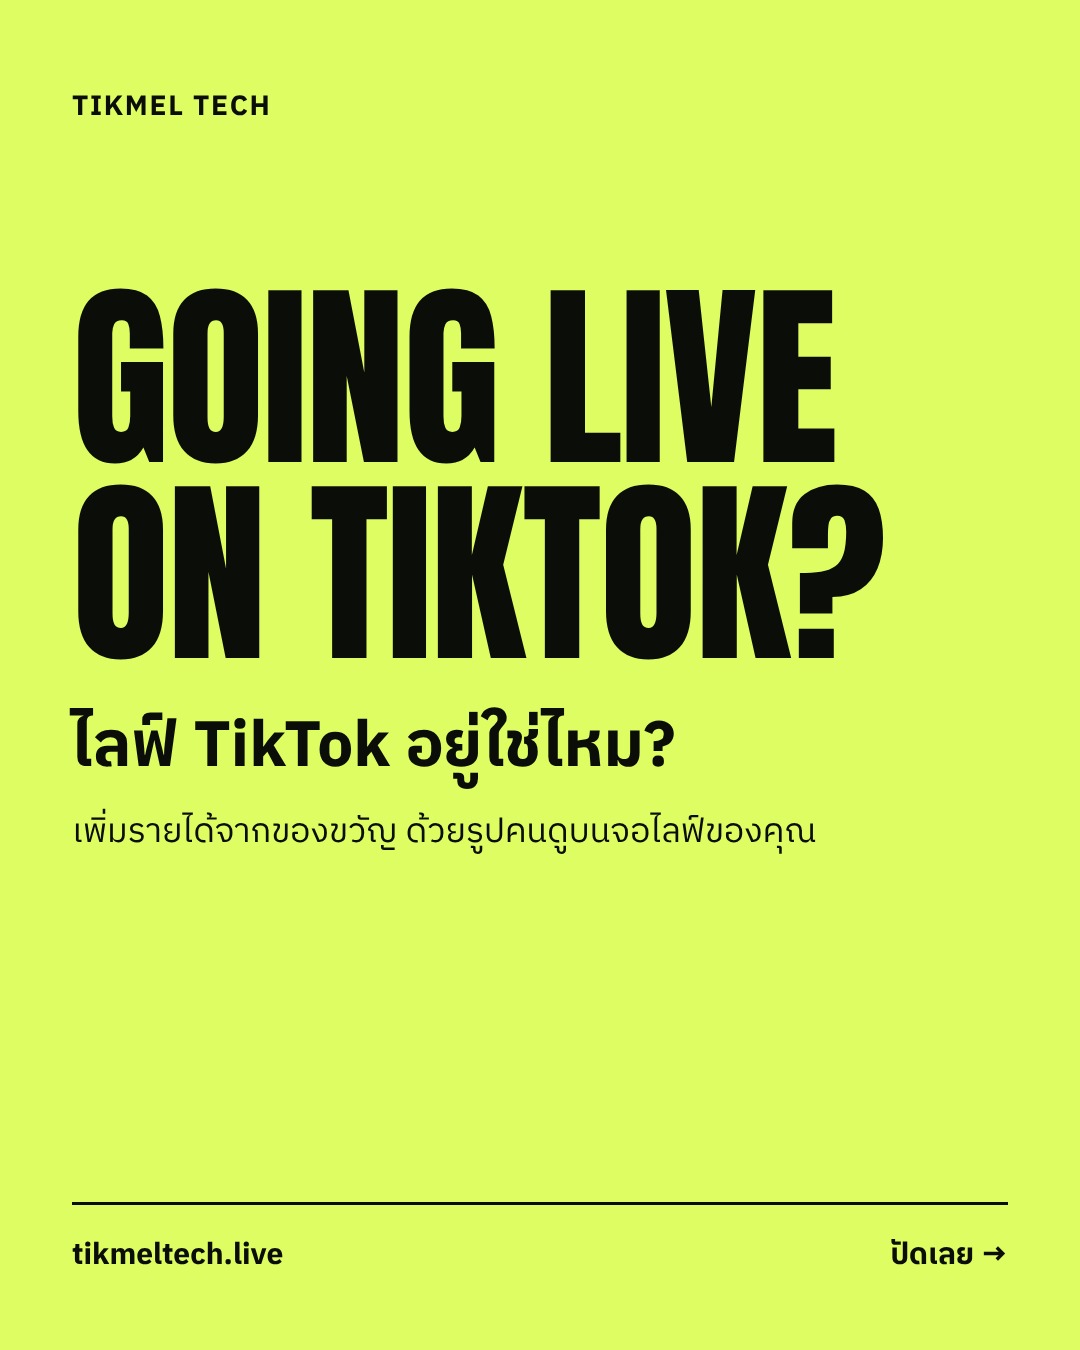 TIKMEL TECH
GOING LIVE
ON TIKTOK?
ไลฟ์ TikTok อยู่ใช่ไหม?
เพิ่มรายได้จากของขวัญ ด้วยรูปคนดูบนจอไลฟ์ของคุณ
tikmeltech.live
ปัดเลย →